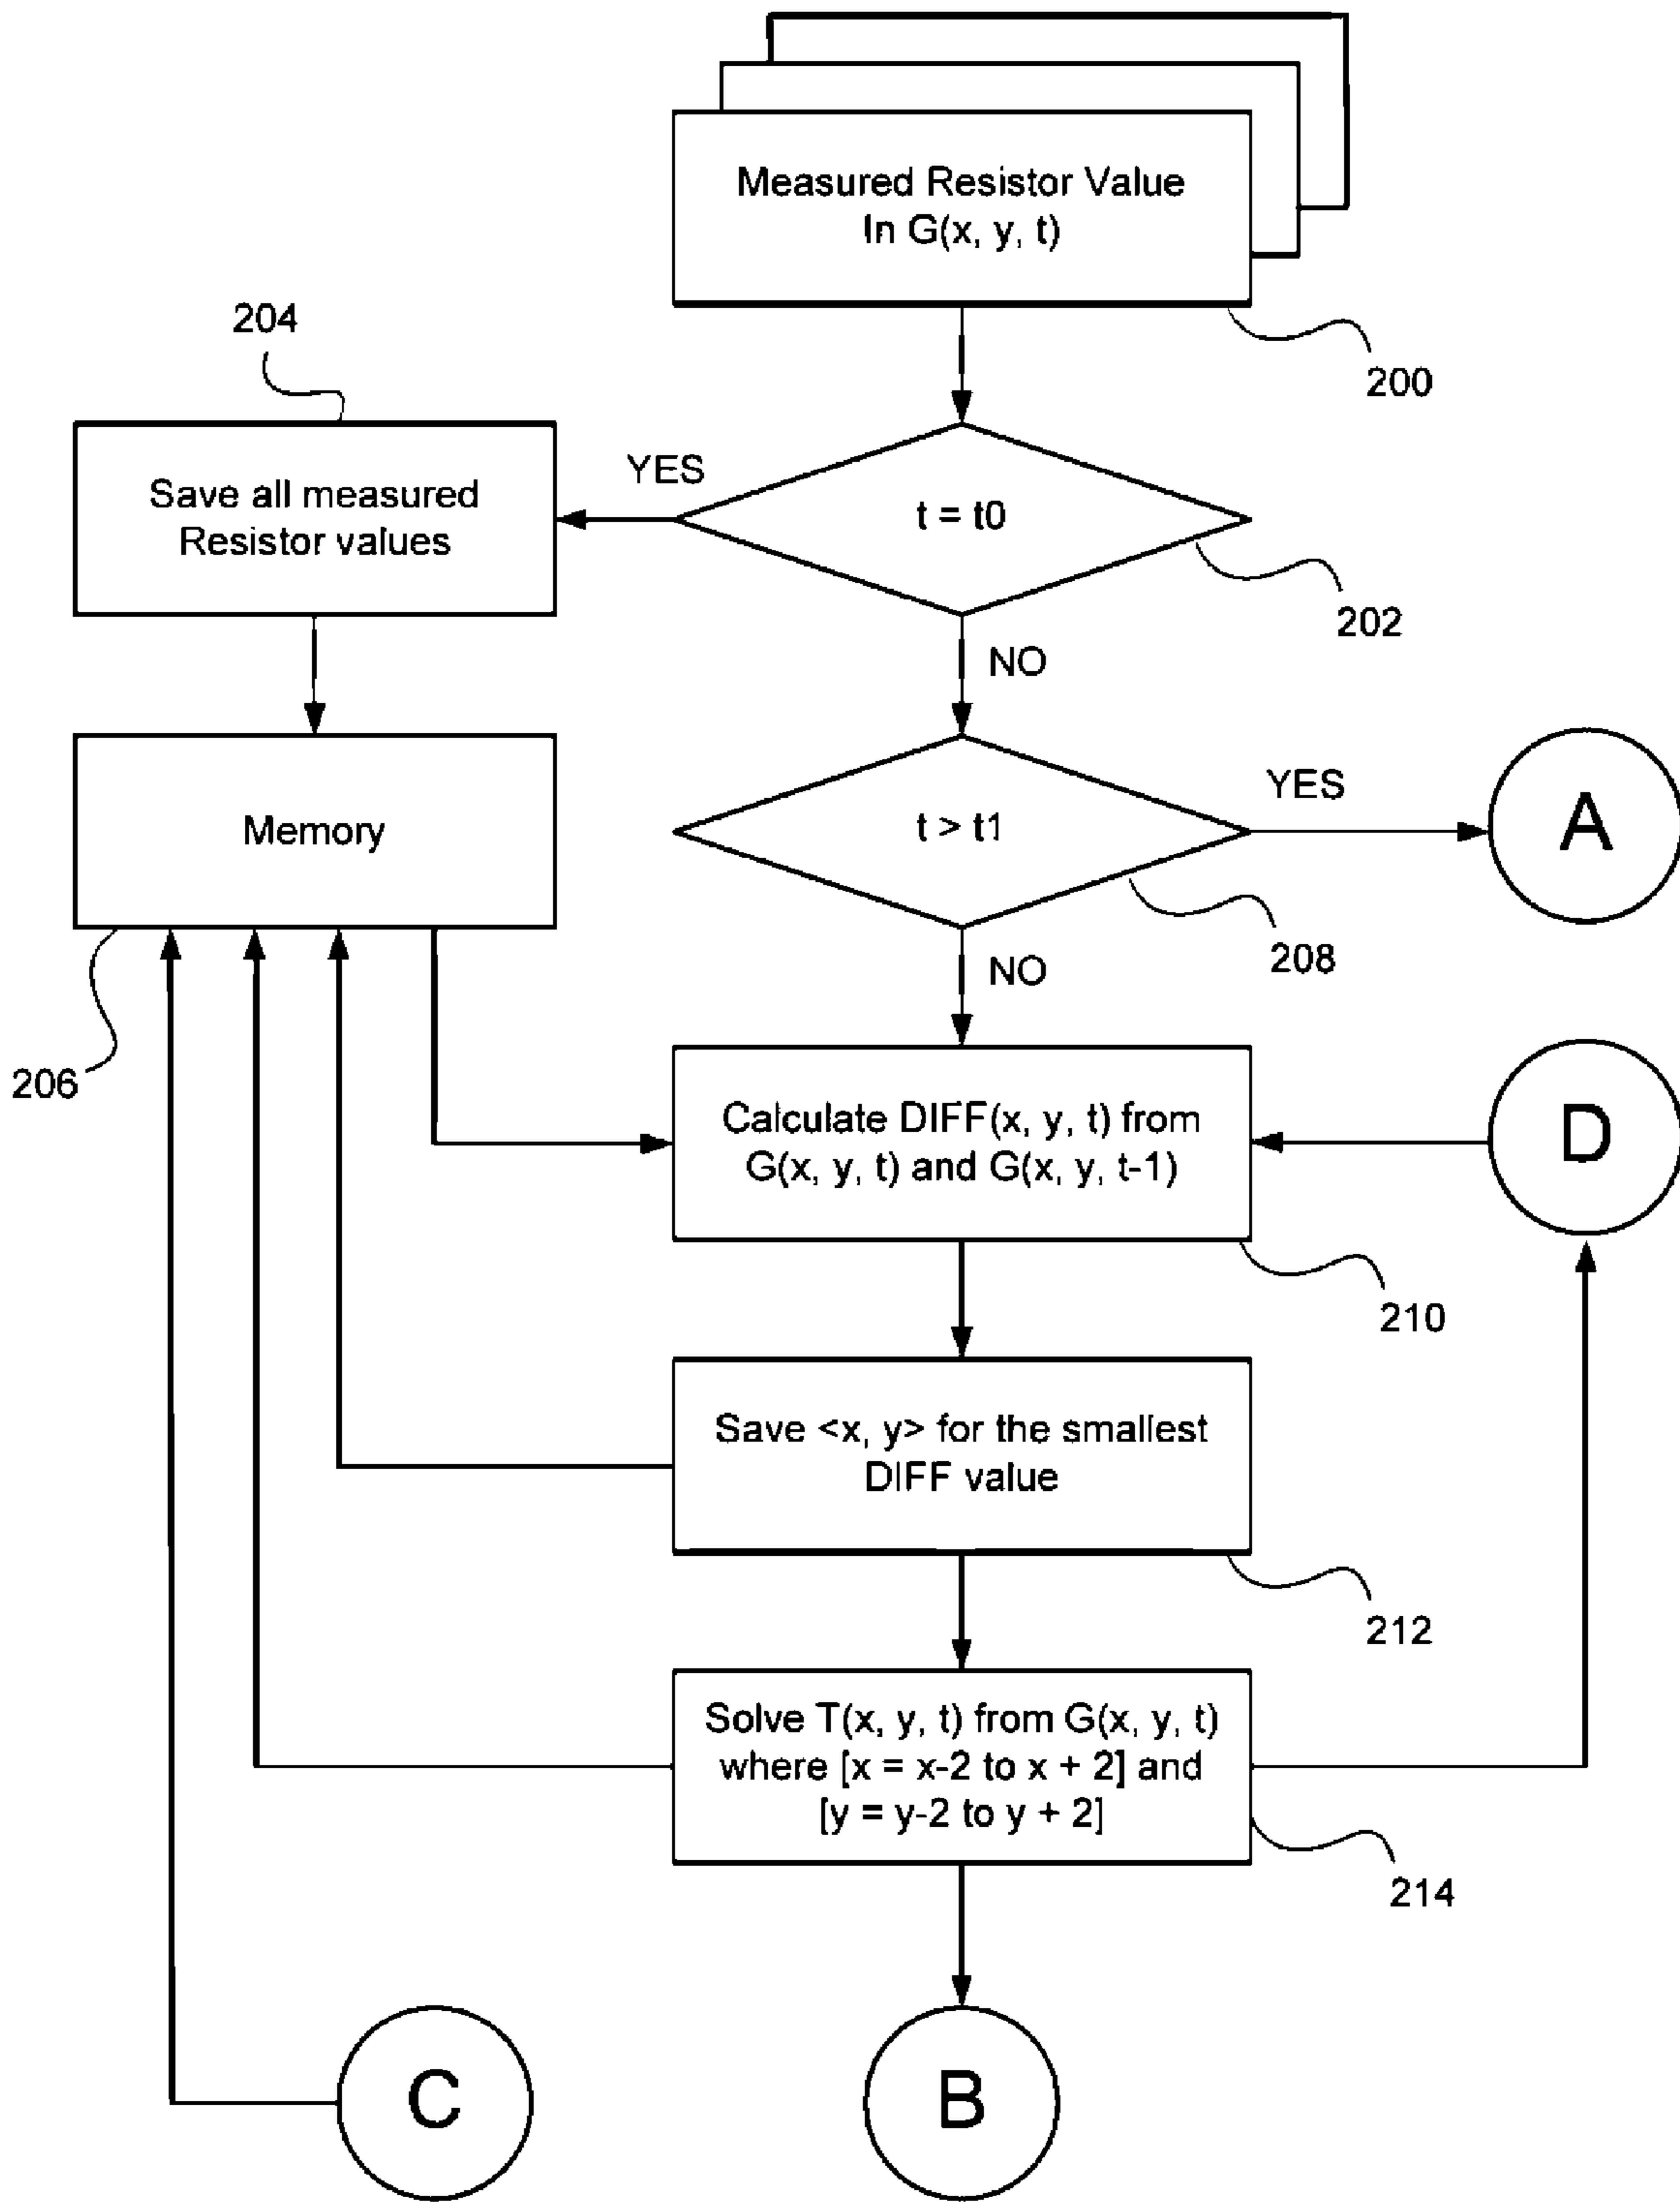 Measured Resistor Value
In G(x, y, t)
200
204
Save all measured
Resistor values
YES
t = t0
202
NO
Memory
206
t > t1
YES
A
208
NO
Calculate DIFF(x, y, t) from
G(x, y, t) and G(x, y, t-1)
D
210
Save <x, y> for the smallest
DIFF value
212
Solve T(x, y, t) from G(x, y, t)
where [x = x-2 to x + 2] and
[y = y-2 to y + 2]
214
C
B